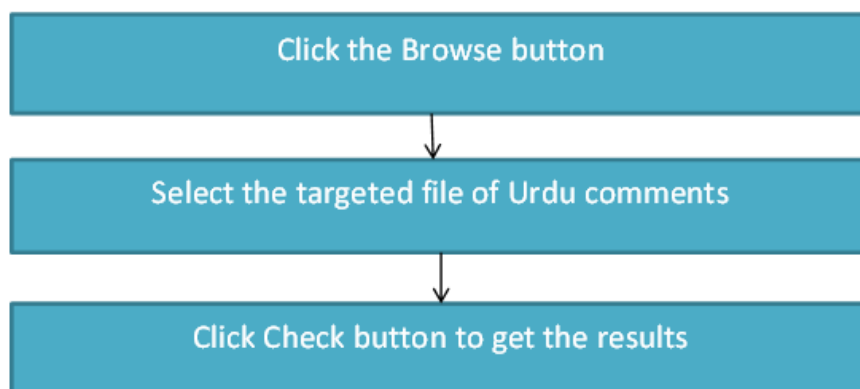 Click the Browse button
Select the targeted file of Urdu comments
Click Check button to get the results